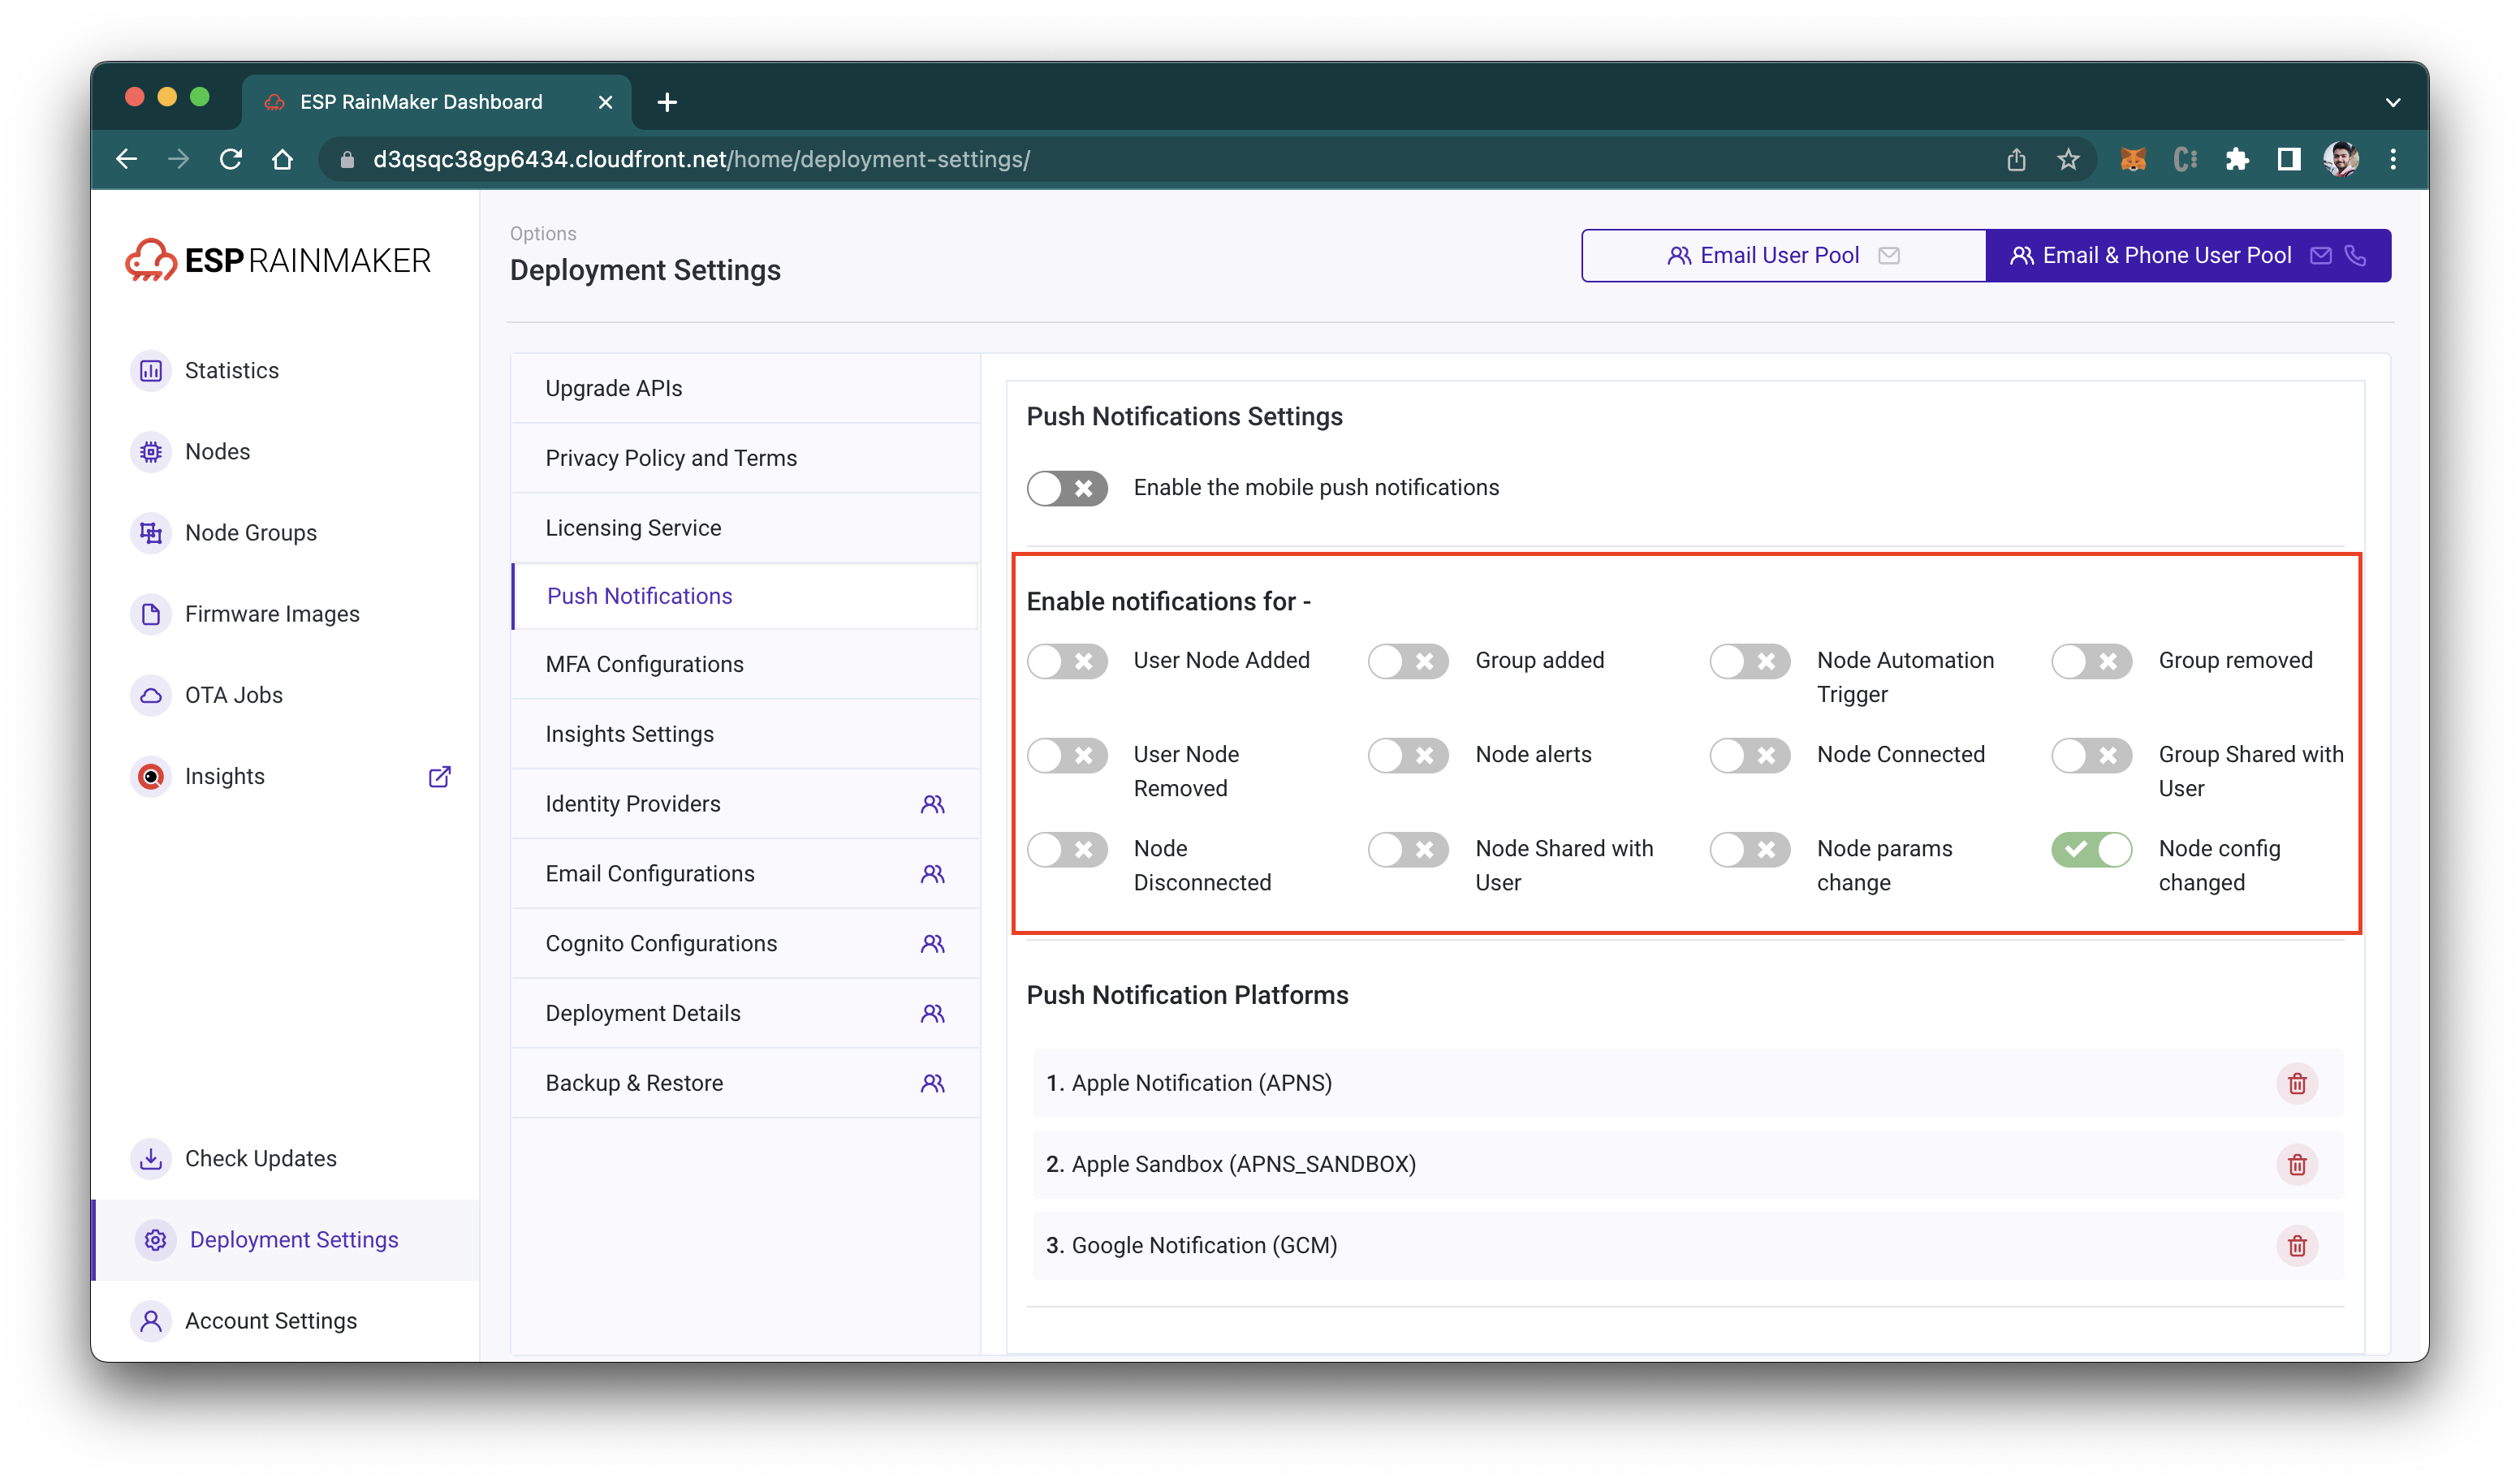 ESP RainMaker Dashboard
d3qsqc38gp6434.cloudfront.net/home/deployment-settings/
ESP RAINMAKER
Statistics
Nodes
Node Groups
Firmware Images
OTA Jobs
Insights
Check Updates
Deployment Settings
Account Settings
Options
Deployment Settings
Email User Pool
Email & Phone User Pool
Upgrade APIs
Privacy Policy and Terms
Licensing Service
Push Notifications
MFA Configurations
Insights Settings
Identity Providers
Email Configurations
Cognito Configurations
Deployment Details
Backup & Restore
Push Notifications Settings
Enable the mobile push notifications
Enable notifications for -
User Node Added
Group added
Node Automation
Trigger
Group removed
User Node
Removed
Node alerts
Node Connected
Group Shared with
User
Node
Disconnected
Node Shared with
User
Node params
change
Node config
changed
Push Notification Platforms
1. Apple Notification (APNS)
2. Apple Sandbox (APNS_SANDBOX)
3. Google Notification (GCM)